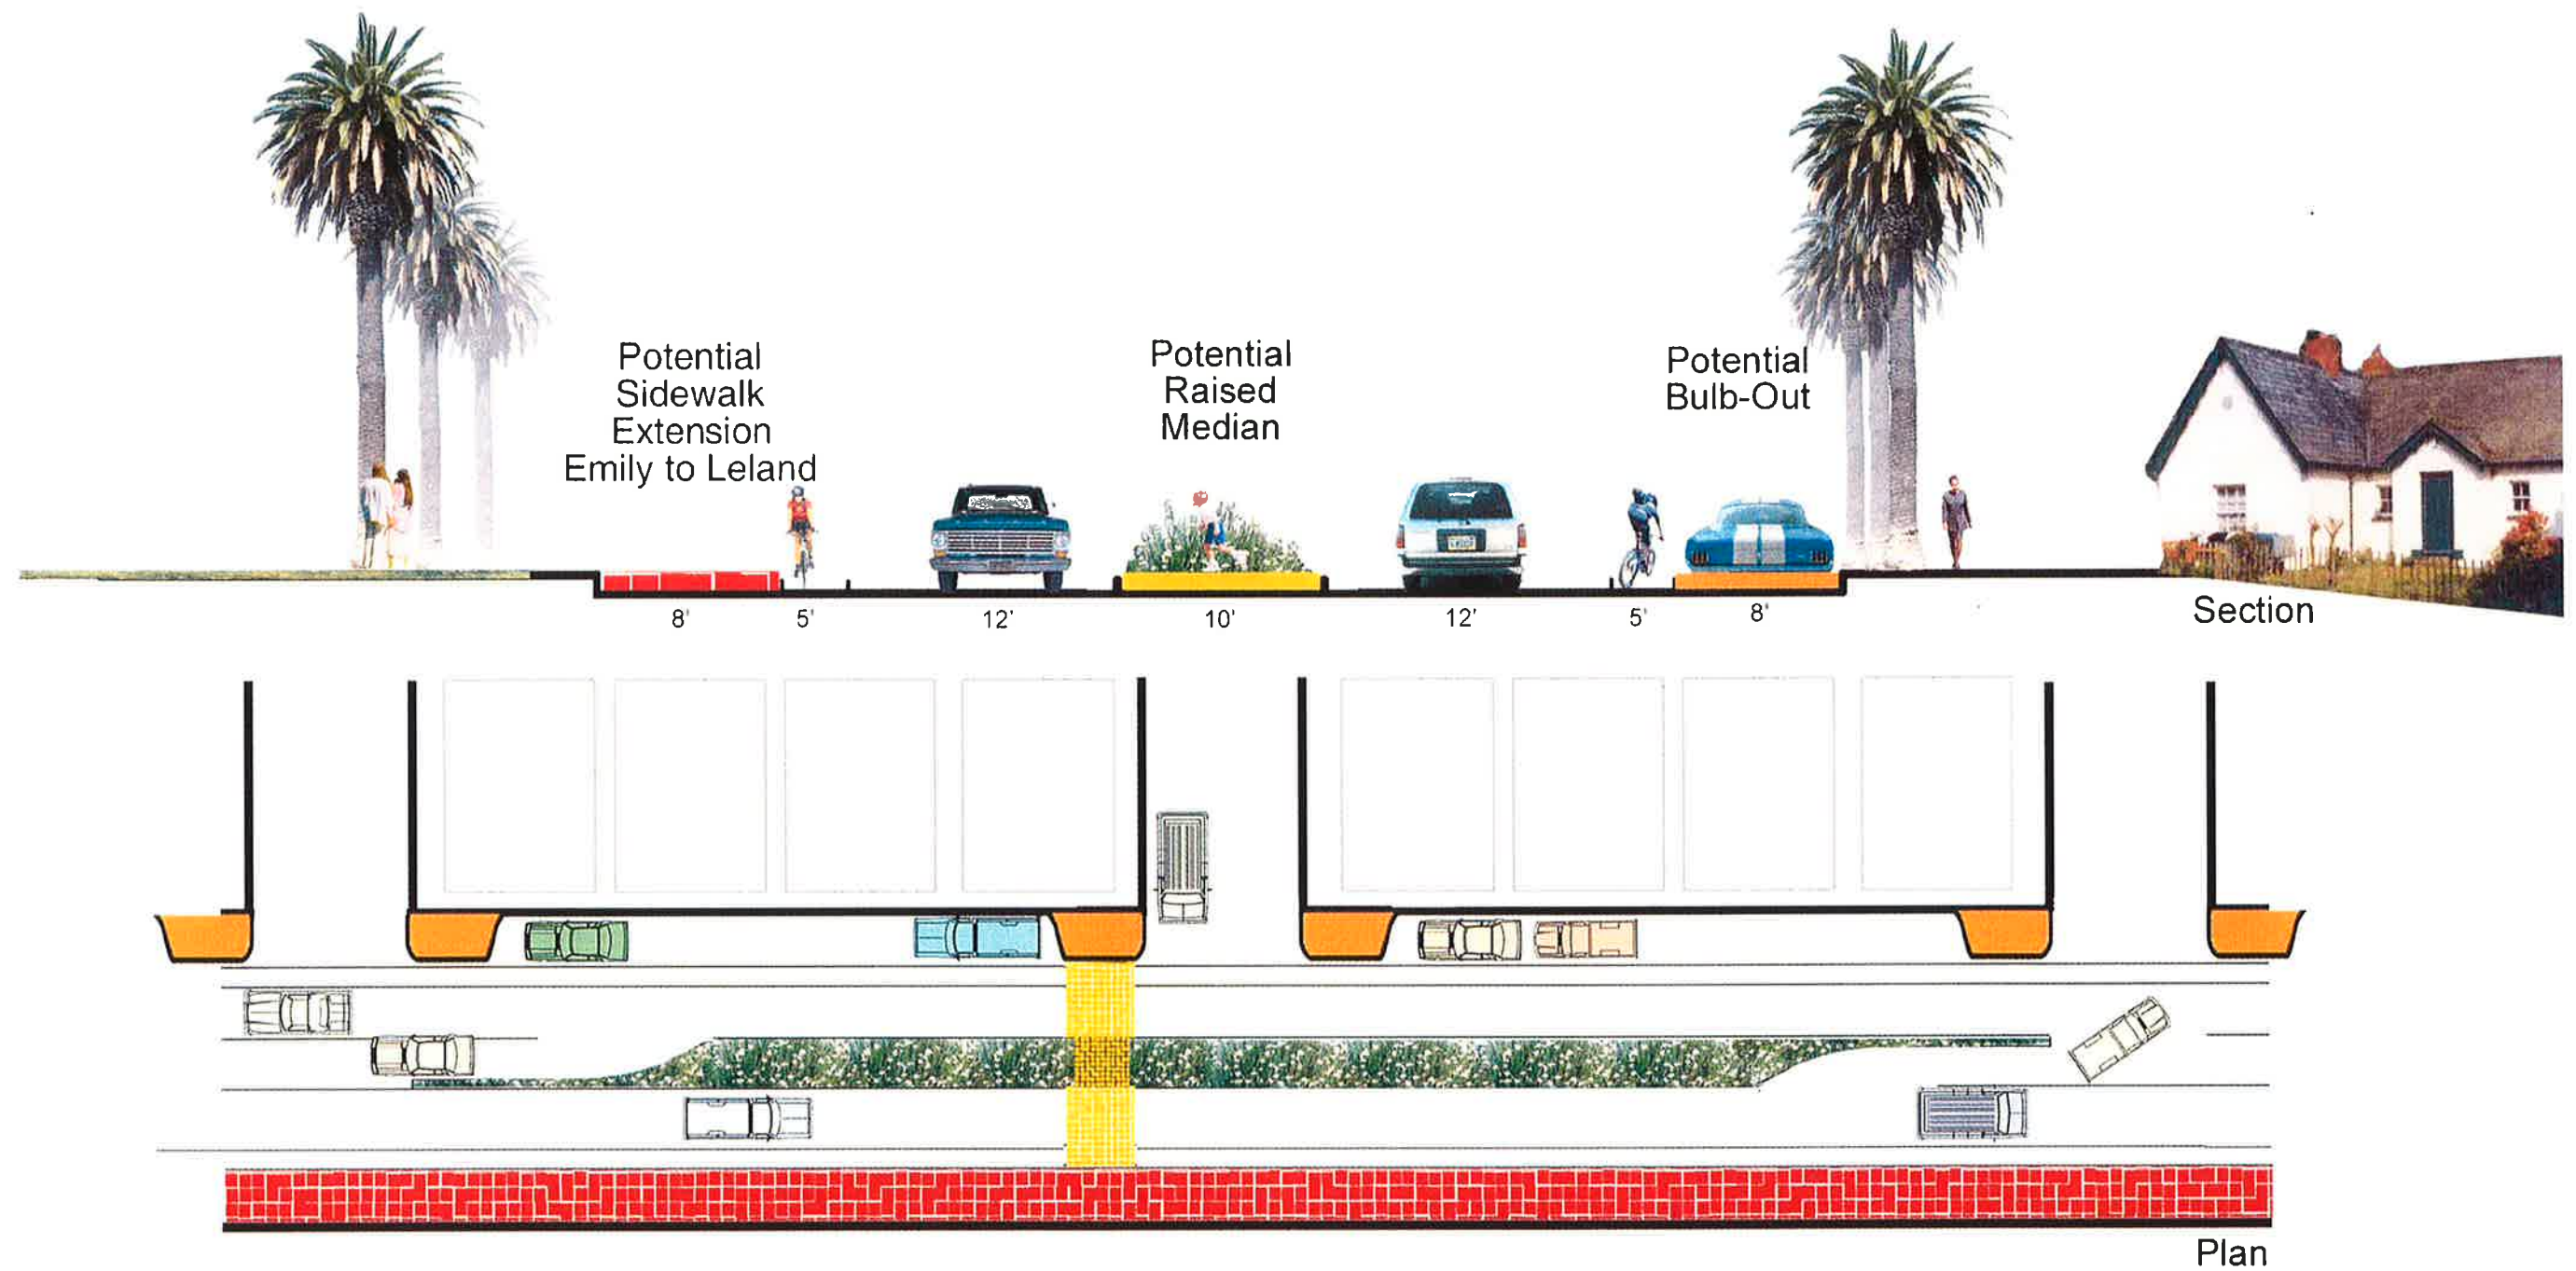 Potential
Sidewalk
Extension
Emily to Leland
Potential
Raised
Median
Potential
Bulb-Out
8' 5' 12' 10' 12' 5' 8'
Section
Plan